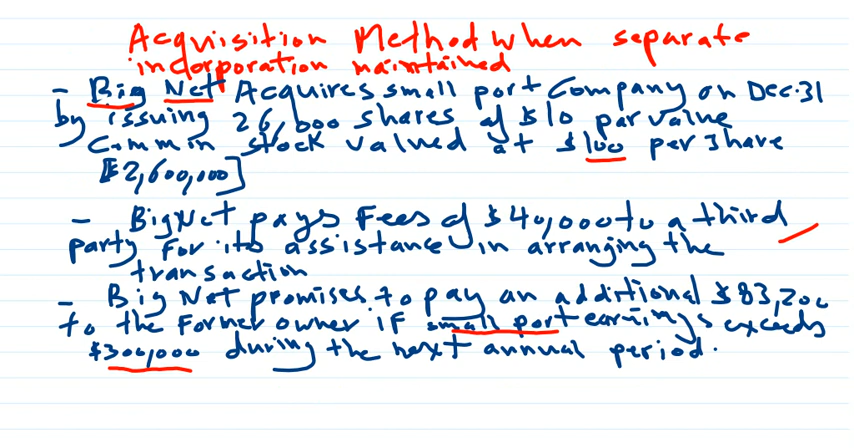 Acquisition Method when separate
incorporation maintained
- Big Net Acquires small port Company on Dec.31
by issuing 26,000 shares of $10 par value
Common stock valued at $100 per share
[$2,600,000]
- BigNet pays Fees of $40,000 to a third
party for its assistance in arranging the
transaction
- Big Net promises to pay an additional $83,200
to the Former owner if small port earnings exceeds
$300,000 during the next annual period.